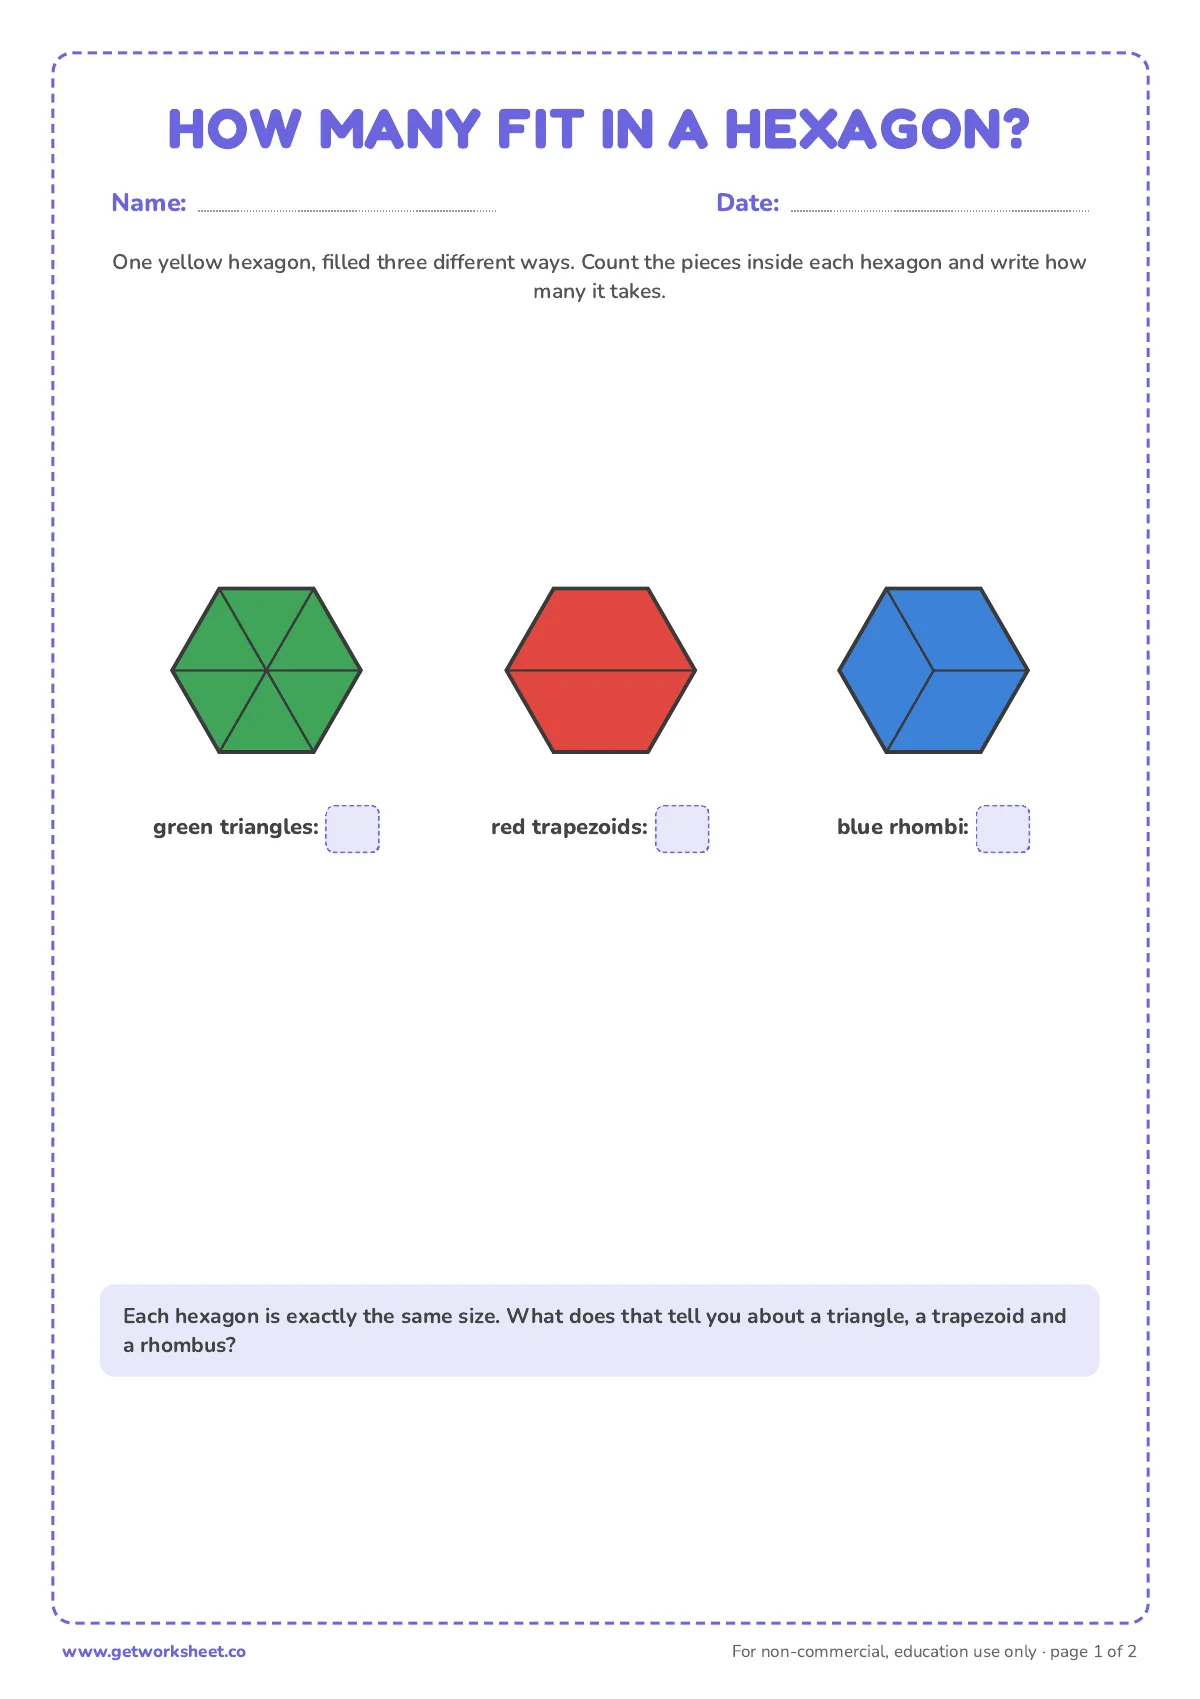 HOW MANY FIT IN A HEXAGON?
Name:
Date:
One yellow hexagon, filled three different ways. Count the pieces inside each hexagon and write how
many it takes.
green triangles:
red trapezoids:
blue rhombi:
Each hexagon is exactly the same size. What does that tell you about a triangle, a trapezoid and
a rhombus?
www.getworksheet.co
For non-commercial, education use only · page 1 of 2